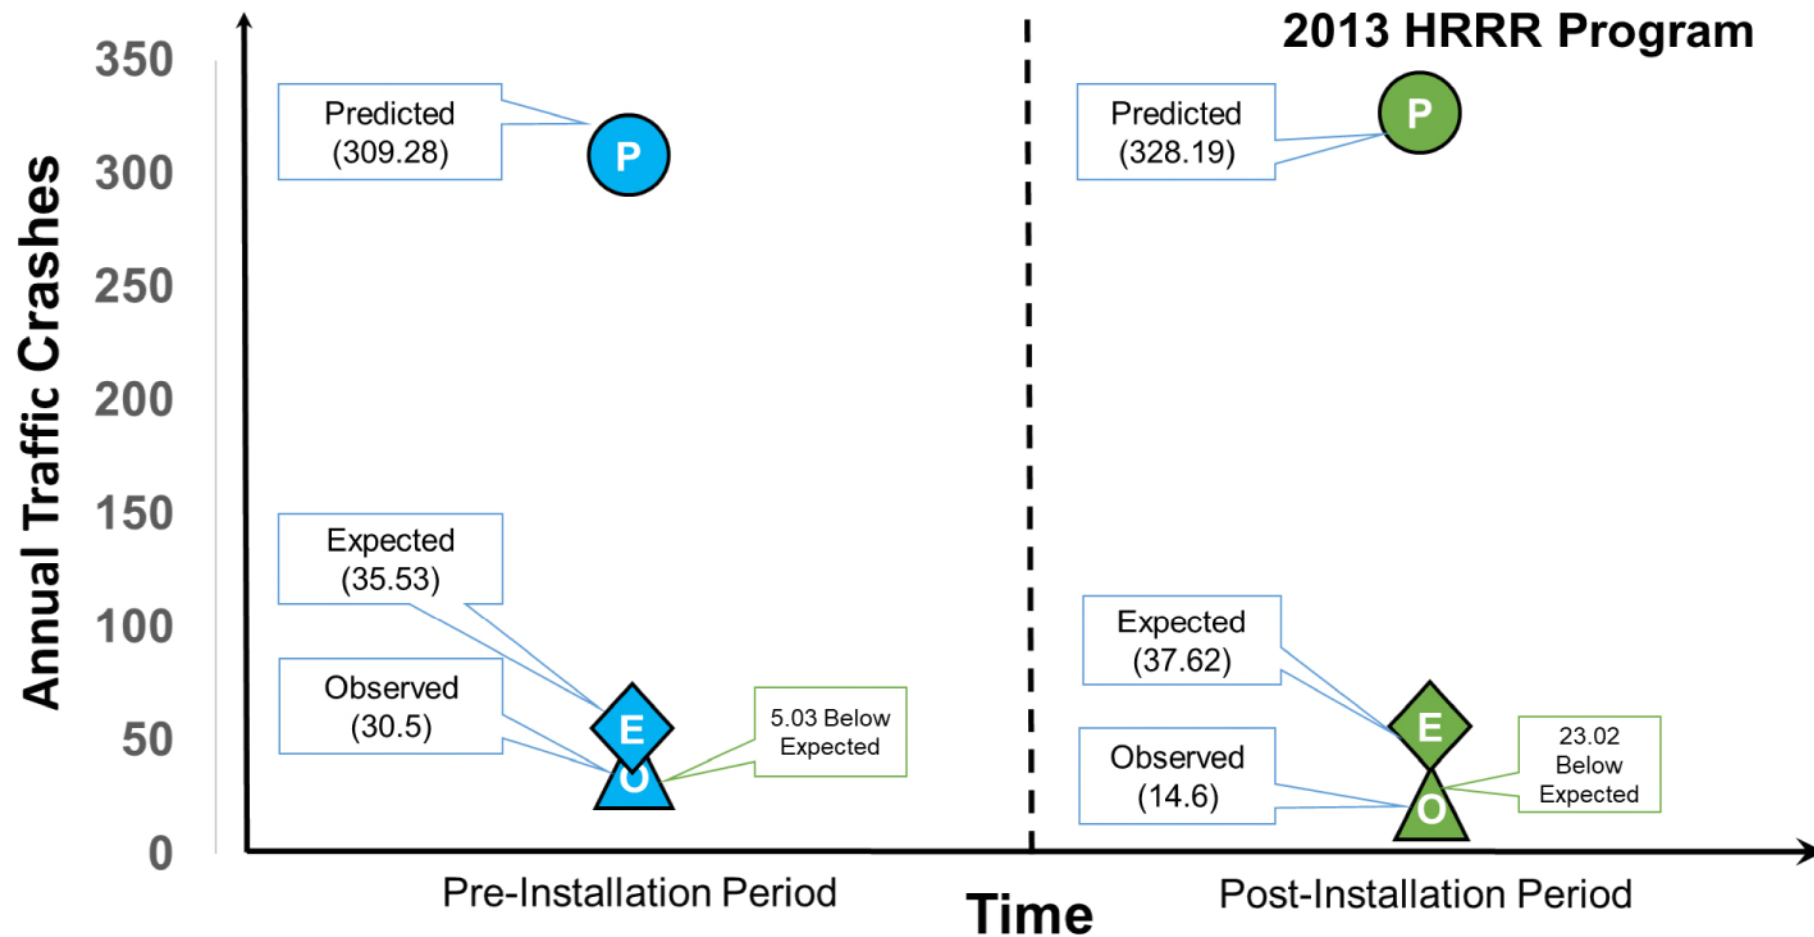 2013 HRRR Program
Annual Traffic Crashes
350
300
250
200
150
100
50
0
Predicted
(309.28)
P
Expected
(35.53)
Observed
(30.5)
E
O
5.03 Below
Expected
Predicted
(328.19)
P
Expected
(37.62)
Observed
(14.6)
E
O
23.02
Below
Expected
Pre-Installation Period
Time
Post-Installation Period